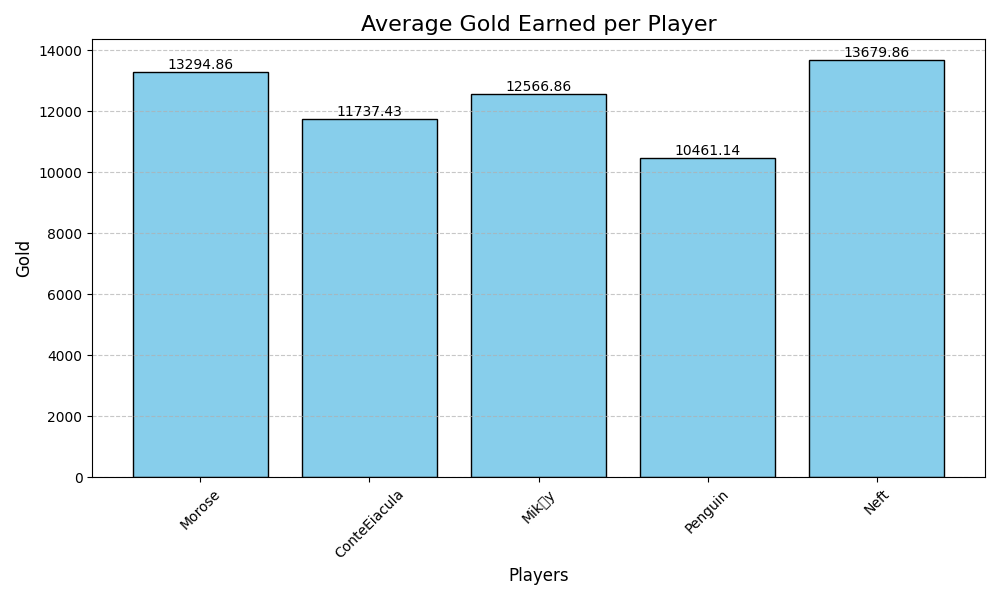 Average Gold Earned per Player
14000
12000
10000
8000
6000
4000
2000
0
Gold
13294.86
11737.43
12566.86
10461.14
13679.86
Morose
ConteEiacula
Penguin
Neft
Players